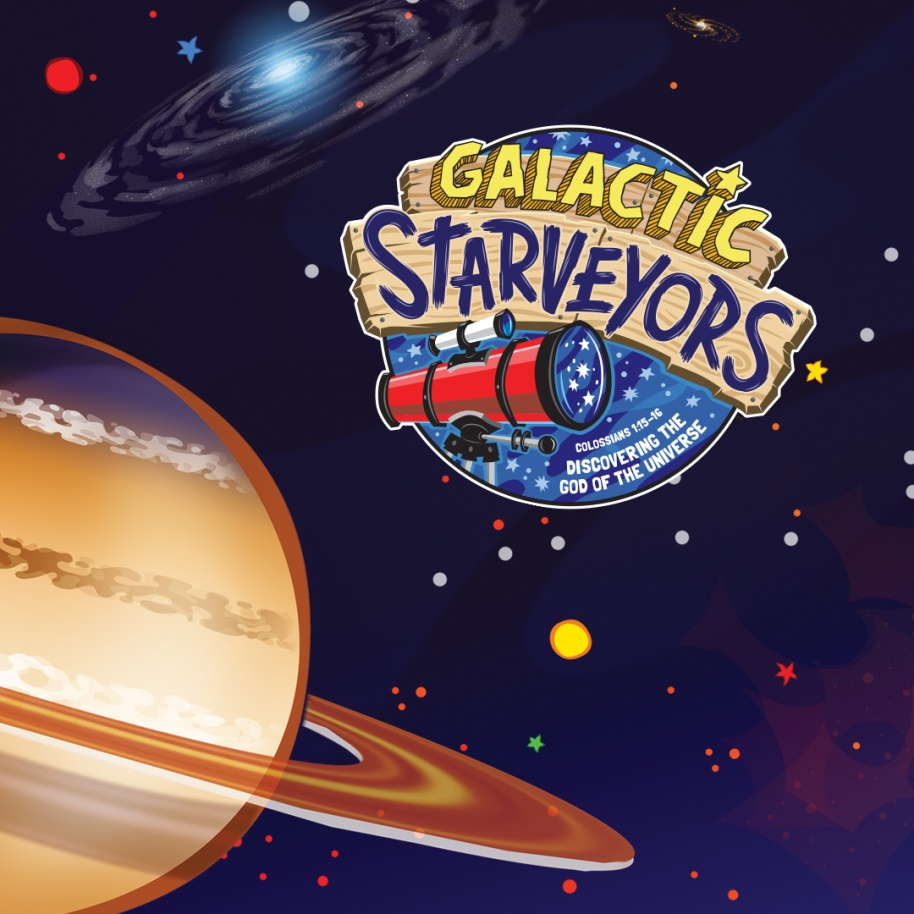 GALACTIC
STARVEYORS
COLOSSIANS 1:15-16
DISCOVERING THE
GOD OF THE UNIVERSE